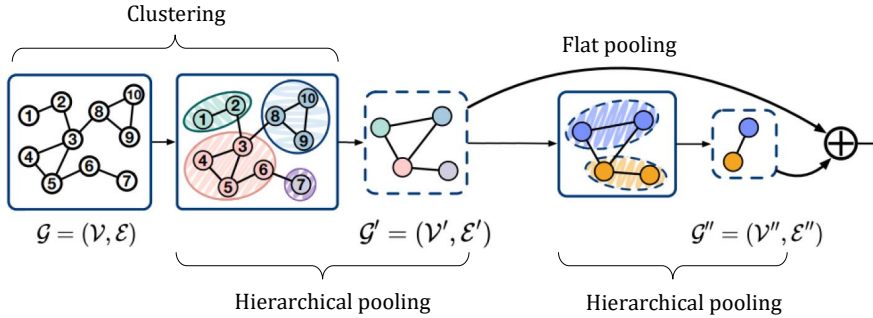 Clustering
Flat pooling
1 2 3 4 5 6 7 8 9 10
1 2 3 4 5 6 7 8 9 10
𝒢 = (𝒱, ℰ)
𝒢′ = (𝒱′, ℰ′)
𝒢″ = (𝒱″, ℰ″)
Hierarchical pooling
Hierarchical pooling